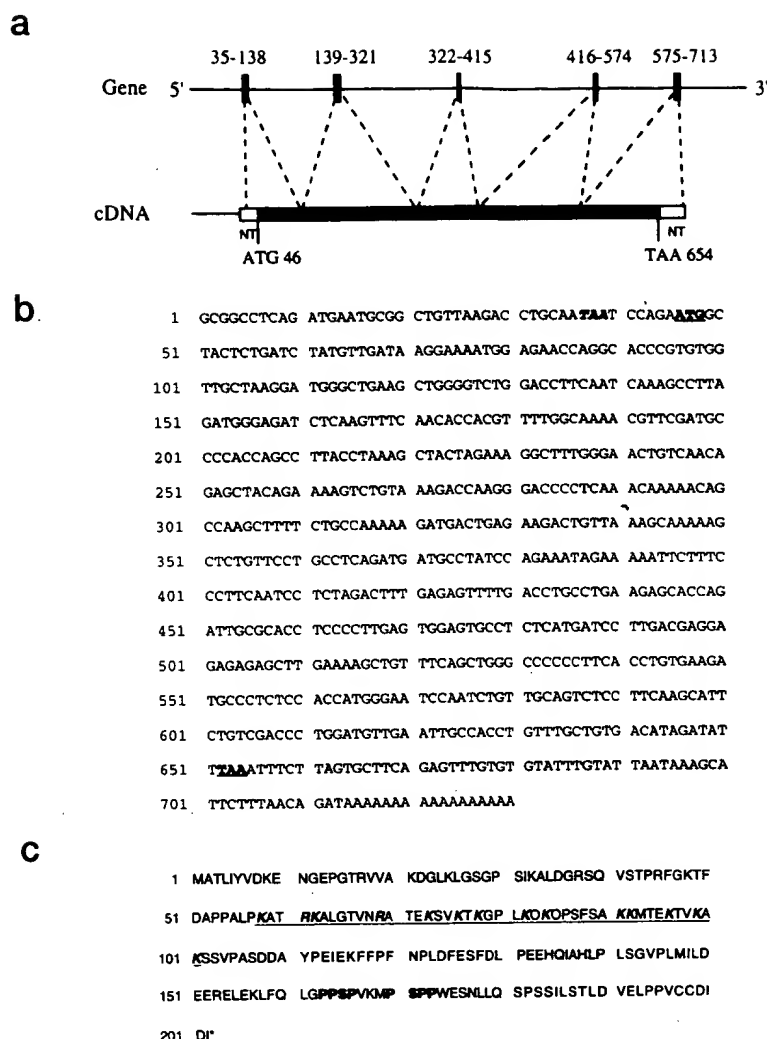 a
35-138 139-321 322-415 416-574 575-713
Gene 5' 3'
cDNA
NT NT
ATG 46 TAA 654
b.
1 GCGGCCTCAG ATGAATGCGG CTGTTAAGAC CTGCAATAAT CCAGAATGGC
51 TACTCTGATC TATGTTGATA AGGAAAATGG AGAACCAGGC ACCCGTGTGG
101 TTGCTAAGGA TGGGCTGAAG CTGGGGTCTG GACCTTCAAT CAAAGCCTTA
151 GATGGGAGAT CTCAAGTTTC AACACCACGT TTTGGCAAAA CGTTCGATGC
201 CCCACCAGCC TTACCTAAAG CTACTAGAAA GGCTTTGGGA ACTGTCAACA
251 GAGCTACAGA AAAGTCTGTA AAGACCAAGG GACCCCTCAA ACAAAAACAG
301 CCAAGCTTTT CTGCCAAAAA GATGACTGAG AAGACTGTTA AAGCAAAAAG
351 CTCTGTTCCT GCCTCAGATG ATGCCTATCC AGAAATAGAA AAATTCTTTC
401 CCTTCAATCC TCTAGACTTT GAGAGTTTTG ACCTGCCTGA AGAGCACCAG
451 ATTGCGCACC TCCCCTTGAG TGGAGTGCCT CTCATGATCC TTGACGAGGA
501 GAGAGAGCTT GAAAAGCTGT TTCAGCTGGG CCCCCCTTCA CCTGTGAAGA
551 TGCCCTCTCC ACCATGGGAA TCCAATCTGT TGCAGTCTCC TTCAAGCATT
601 CTGTCGACCC TGGATGTTGA ATTGCCACCT GTTTGCTGTG ACATAGATAT
651 TTAAATTTCT TAGTGCTTCA GAGTTTGTGT GTATTTGTAT TAATAAAGCA
701 TTCTTTAACA GATAAAAAAA AAAAAAAAAA
c
1 MATLIYVDKE NGEPGTRVVA KDGLKLGSGP SIKALDGRSQ VSTPRFGKTF
51 DAPPALPKAT RKALGTVNRA TEKSVKTKGP LKQKQPSFSA KKMTEKTVKA
101 KSSVPASDDA YPEIEKFFPF NPLDFESFDL PEEHQIAHLP LSGVPLMILD
151 EERELEKLFQ LGPPSPVKMP SPPWESNLLQ SPSSILSTLD VELPPVCCDI
201 DI*